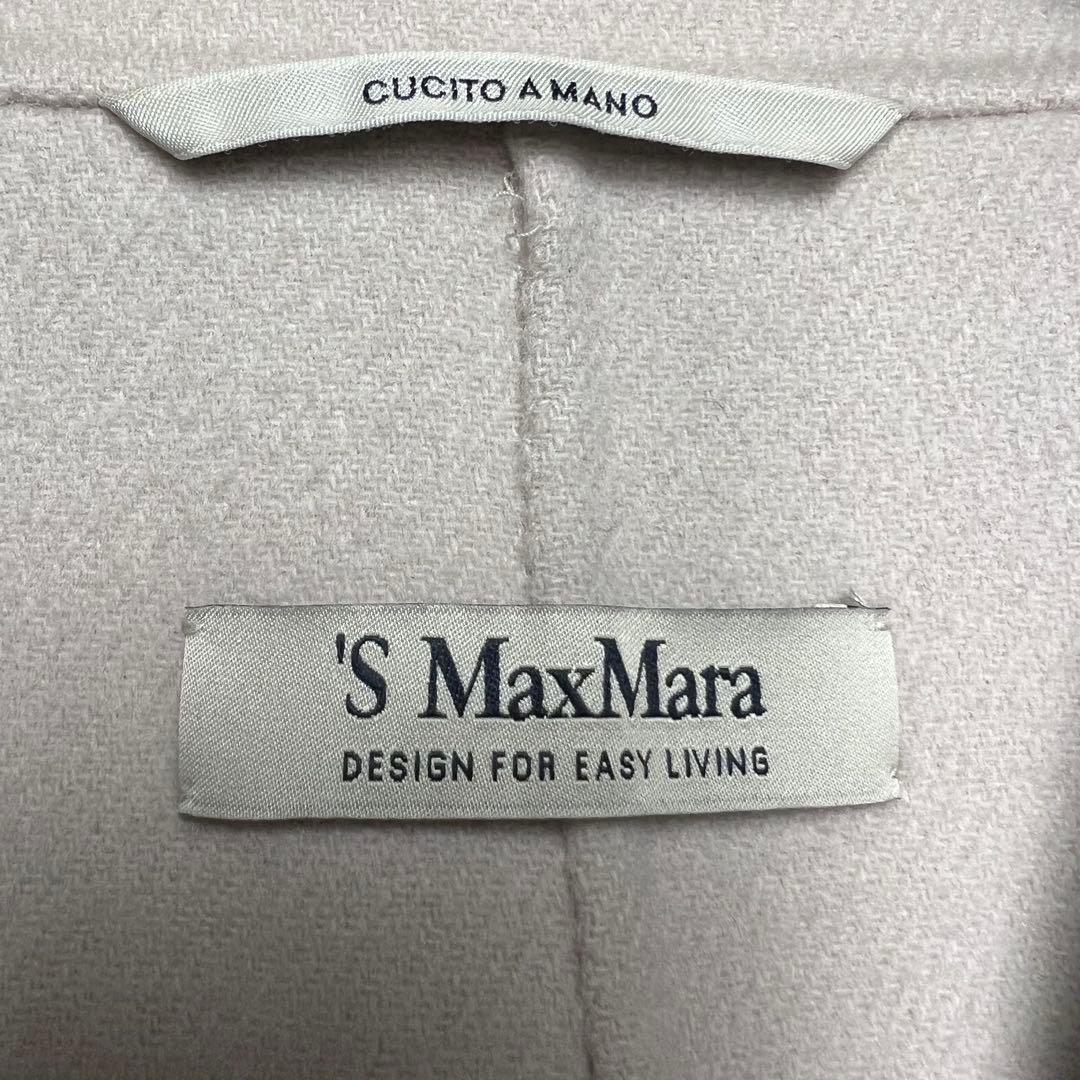 CUCITO A MANO
'S MaxMara
DESIGN FOR EASY LIVING